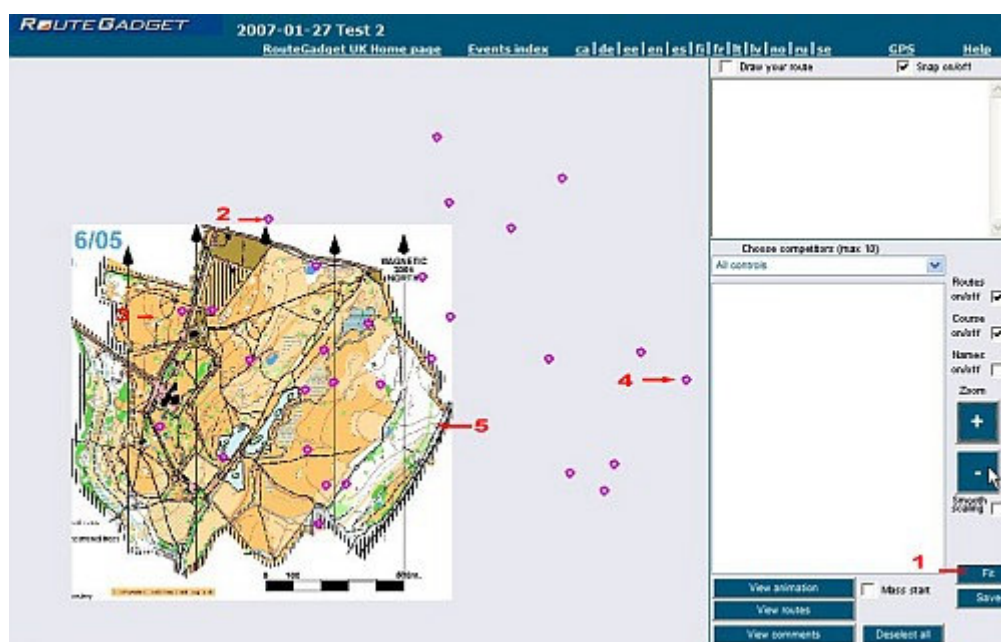 ROUTEGADGET
2007-01-27 Test 2
RouteGadget UK Home page Events index ca|de|ee|en|es|fi|fr|lt|lv|no|ru|se GPS Help
Draw your route Snap on/off
2
6/05
MAGNETIC
NORTH
Choose competitors (max 10)
All controls
Routes
on/off
3
Course
on/off
Names
on/off
4
Zoom
+
5
-
Smooth
scaling
1
Fit
0 100
View animation Mass start Save
View routes
View comments Deselect all